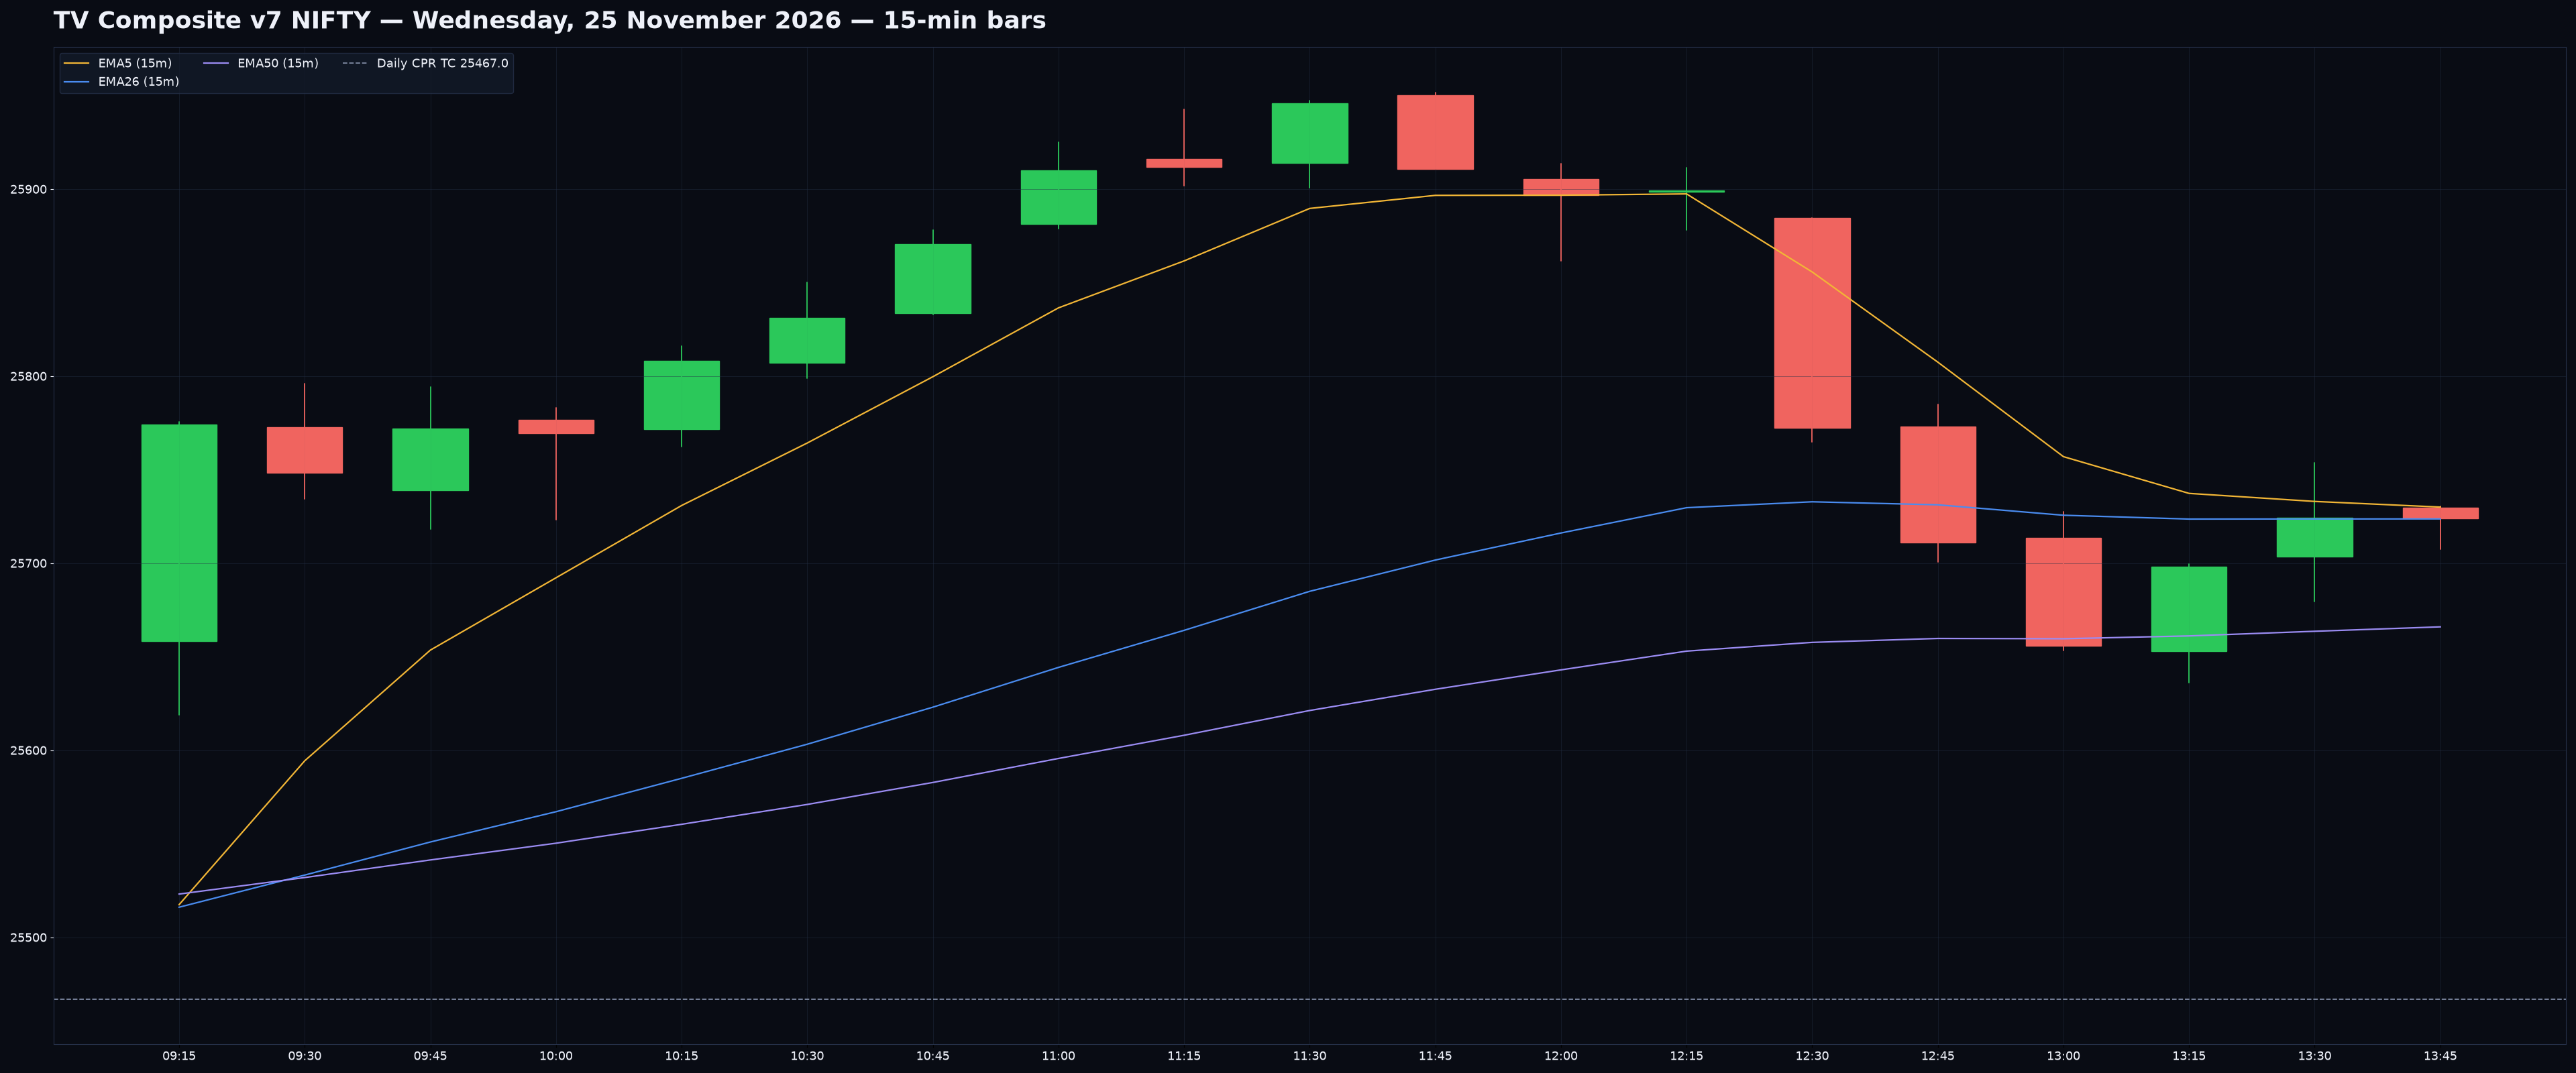 TV Composite v7 NIFTY — Wednesday, 25 November 2026 — 15-min bars
EMA5 (15m) EMA50 (15m) Daily CPR TC 25467.0
EMA26 (15m)
25900
25800
25700
25600
25500
09:15 09:30 09:45 10:00 10:15 10:30 10:45 11:00 11:15 11:30 11:45 12:00 12:15 12:30 12:45 13:00 13:15 13:30 13:45